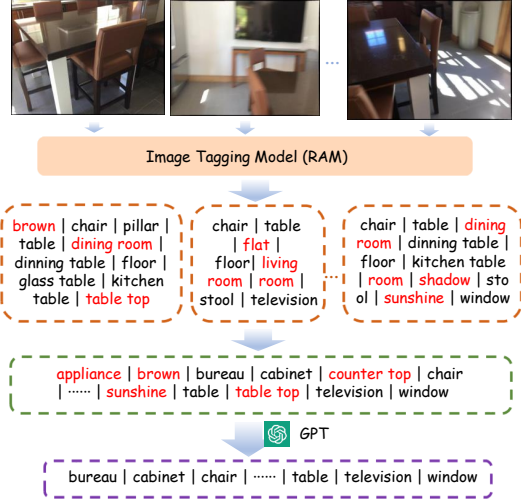 ...
Image Tagging Model (RAM)
brown | chair | pillar |
table | dining room |
dinning table | floor |
glass table | kitchen
table | table top
chair | table
| flat |
floor| living
room | room |
stool | television
...
chair | table | dining
room | dinning table |
floor | kitchen table
| room | shadow | sto
ol | sunshine | window
appliance | brown | bureau | cabinet | counter top | chair
| ...... | sunshine | table | table top | television | window
GPT
bureau | cabinet | chair | ...... | table | television | window